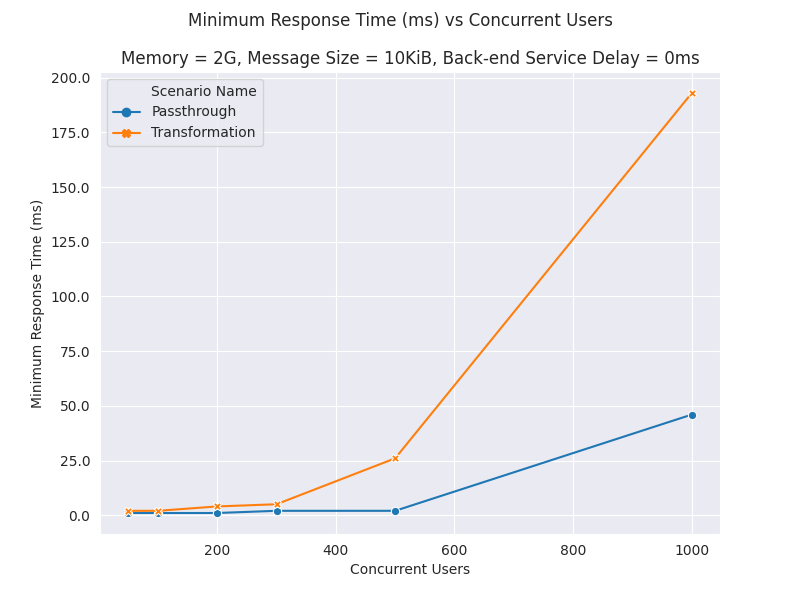 Minimum Response Time (ms) vs Concurrent Users
Memory = 2G, Message Size = 10KiB, Back-end Service Delay = 0ms
Scenario Name
Passthrough
Transformation
Minimum Response Time (ms)
200.0
175.0
150.0
125.0
100.0
75.0
50.0
25.0
0.0
200 400 600 800 1000
Concurrent Users